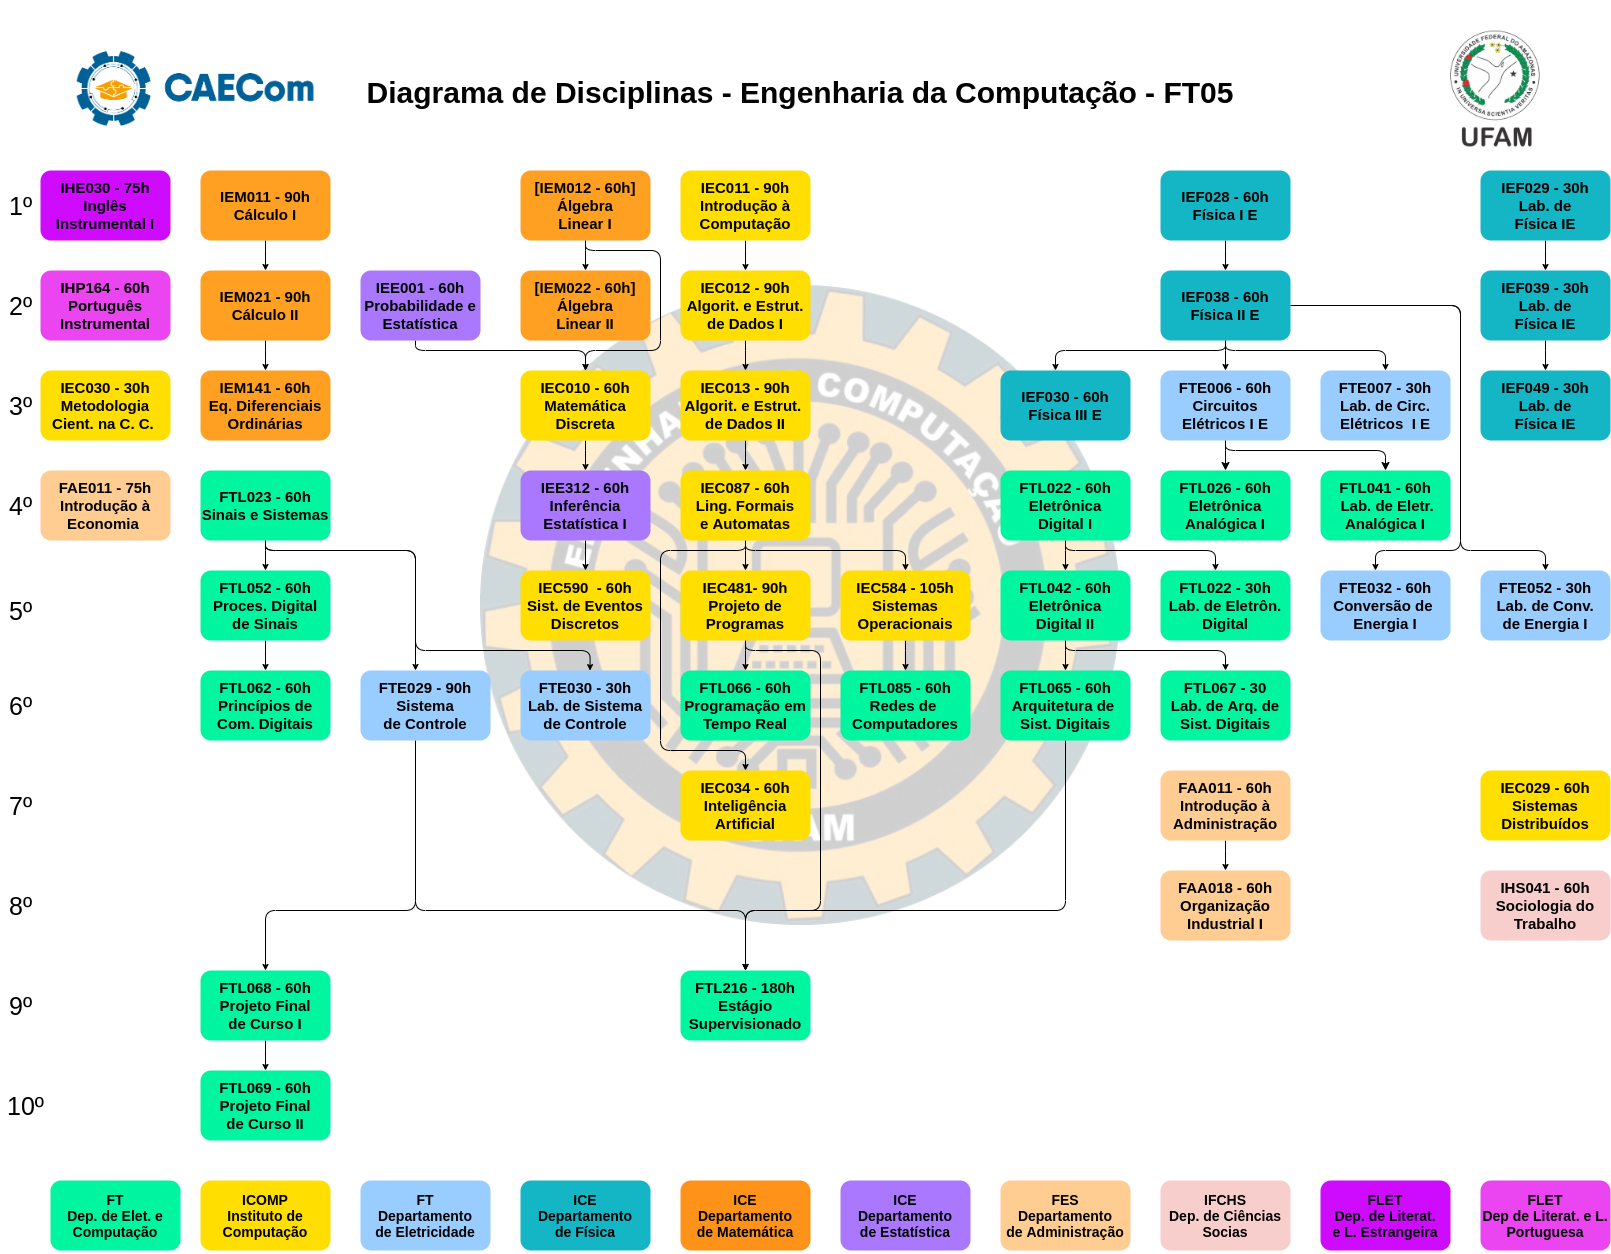 CAECom
Diagrama de Disciplinas - Engenharia da Computação - FT05
UNIVERSIDADE FEDERAL DO AMAZONAS
IN UNIVERSA SCIENTIA VERITAS
UFAM
1º
IHE030 - 75h
Inglês
Instrumental I
IEM011 - 90h
Cálculo I
[IEM012 - 60h]
Álgebra
Linear I
IEC011 - 90h
Introdução à
Computação
IEF028 - 60h
Física I E
IEF029 - 30h
Lab. de
Física IE
2º
IHP164 - 60h
Português
Instrumental
IEM021 - 90h
Cálculo II
IEE001 - 60h
Probabilidade e
Estatística
[IEM022 - 60h]
Álgebra
Linear II
IEC012 - 90h
Algorit. e Estrut.
de Dados I
IEF038 - 60h
Física II E
IEF039 - 30h
Lab. de
Física IE
3º
IEC030 - 30h
Metodologia
Cient. na C. C.
IEM141 - 60h
Eq. Diferenciais
Ordinárias
IEC010 - 60h
Matemática
Discreta
IEC013 - 90h
Algorit. e Estrut.
de Dados II
IEF030 - 60h
Física III E
FTE006 - 60h
Circuitos
Elétricos I E
FTE007 - 30h
Lab. de Circ.
Elétricos  I E
IEF049 - 30h
Lab. de
Física IE
4º
FAE011 - 75h
Introdução à
Economia
FTL023 - 60h
Sinais e Sistemas
IEE312 - 60h
Inferência
Estatística I
IEC087 - 60h
Ling. Formais
e Automatas
FTL022 - 60h
Eletrônica
Digital I
FTL026 - 60h
Eletrônica
Analógica I
FTL041 - 60h
Lab. de Eletr.
Analógica I
5º
FTL052 - 60h
Proces. Digital
de Sinais
IEC590  - 60h
Sist. de Eventos
Discretos
IEC481- 90h
Projeto de
Programas
IEC584 - 105h
Sistemas
Operacionais
FTL042 - 60h
Eletrônica
Digital II
FTL022 - 30h
Lab. de Eletrôn.
Digital
FTE032 - 60h
Conversão de
Energia I
FTE052 - 30h
Lab. de Conv.
de Energia I
6º
FTL062 - 60h
Princípios de
Com. Digitais
FTE029 - 90h
Sistema
de Controle
FTE030 - 30h
Lab. de Sistema
de Controle
FTL066 - 60h
Programação em
Tempo Real
FTL085 - 60h
Redes de
Computadores
FTL065 - 60h
Arquitetura de
Sist. Digitais
FTL067 - 30
Lab. de Arq. de
Sist. Digitais
7º
IEC034 - 60h
Inteligência
Artificial
FAA011 - 60h
Introdução à
Administração
IEC029 - 60h
Sistemas
Distribuídos
8º
FAA018 - 60h
Organização
Industrial I
IHS041 - 60h
Sociologia do
Trabalho
9º
FTL068 - 60h
Projeto Final
de Curso I
FTL216 - 180h
Estágio
Supervisionado
10º
FTL069 - 60h
Projeto Final
de Curso II
FT
Dep. de Elet. e
Computação
ICOMP
Instituto de
Computação
FT
Departamento
de Eletricidade
ICE
Departamento
de Física
ICE
Departamento
de Matemática
ICE
Departamento
de Estatística
FES
Departamento
de Administração
IFCHS
Dep. de Ciências
Socias
FLET
Dep. de Literat.
e L. Estrangeira
FLET
Dep de Literat. e L.
Portuguesa